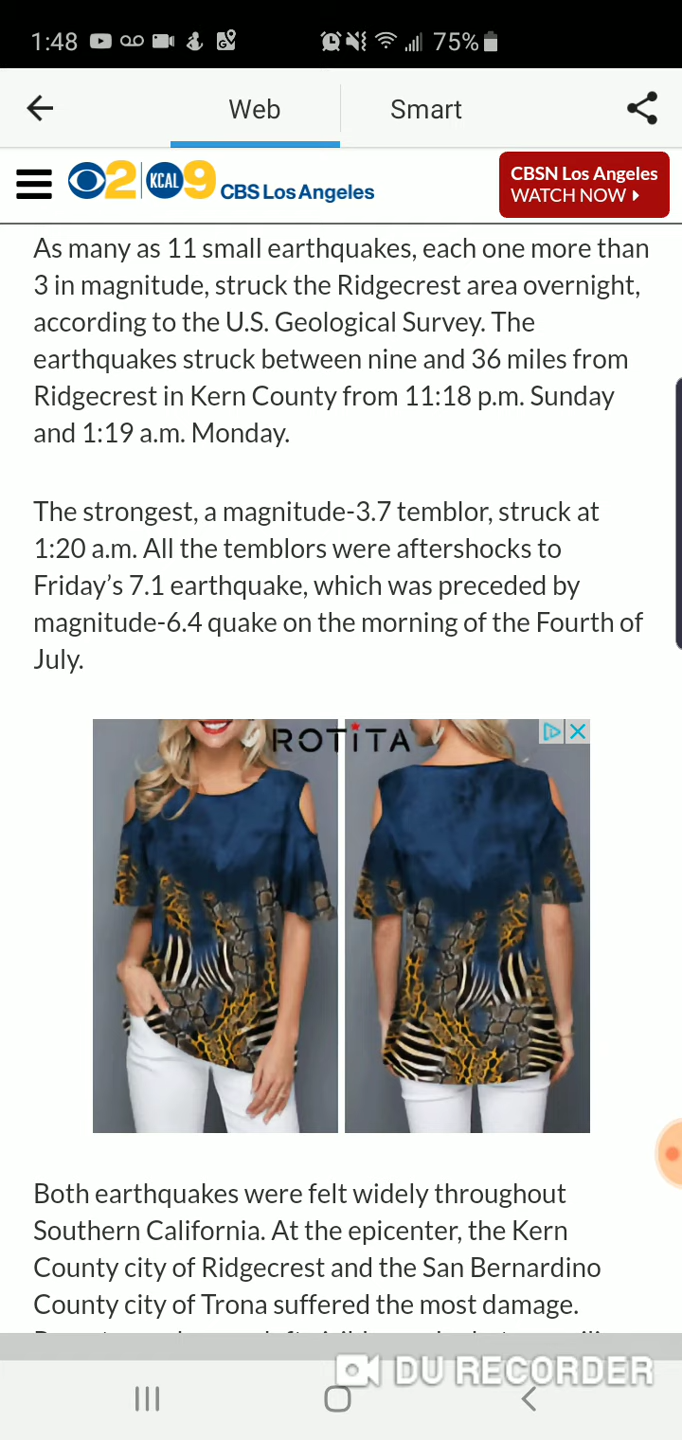 1:48
75%
Web
Smart
2
KCAL
9
CBS Los Angeles
CBSN Los Angeles
WATCH NOW
As many as 11 small earthquakes, each one more than
3 in magnitude, struck the Ridgecrest area overnight,
according to the U.S. Geological Survey. The
earthquakes struck between nine and 36 miles from
Ridgecrest in Kern County from 11:18 p.m. Sunday
and 1:19 a.m. Monday.
The strongest, a magnitude-3.7 temblor, struck at
1:20 a.m. All the temblors were aftershocks to
Friday’s 7.1 earthquake, which was preceded by
magnitude-6.4 quake on the morning of the Fourth of
July.
ROTITA
Both earthquakes were felt widely throughout
Southern California. At the epicenter, the Kern
County city of Ridgecrest and the San Bernardino
County city of Trona suffered the most damage.
DU RECORDER